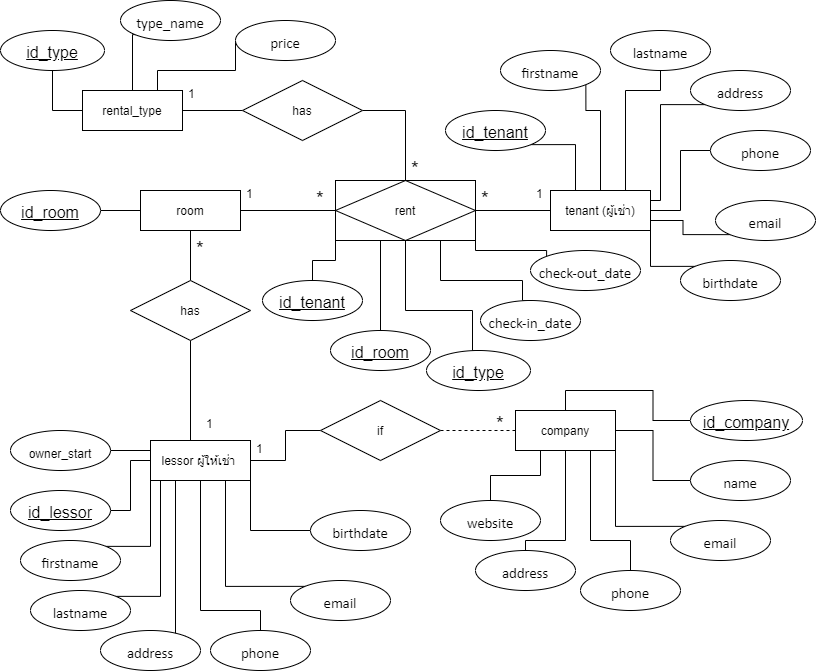 type_name
id_type
price
lastname
firstname
address
rental_type
1
has
id_tenant
phone
*
id_room
room
1
*
rent
*
1
tenant (ผู้เช่า)
email
*
check-out_date
birthdate
id_tenant
has
check-in_date
id_room
id_type
1
owner_start
lessor ผู้ให้เช่า
1
if
*
company
id_company
name
id_lessor
website
birthdate
email
firstname
address
phone
lastname
email
address
phone